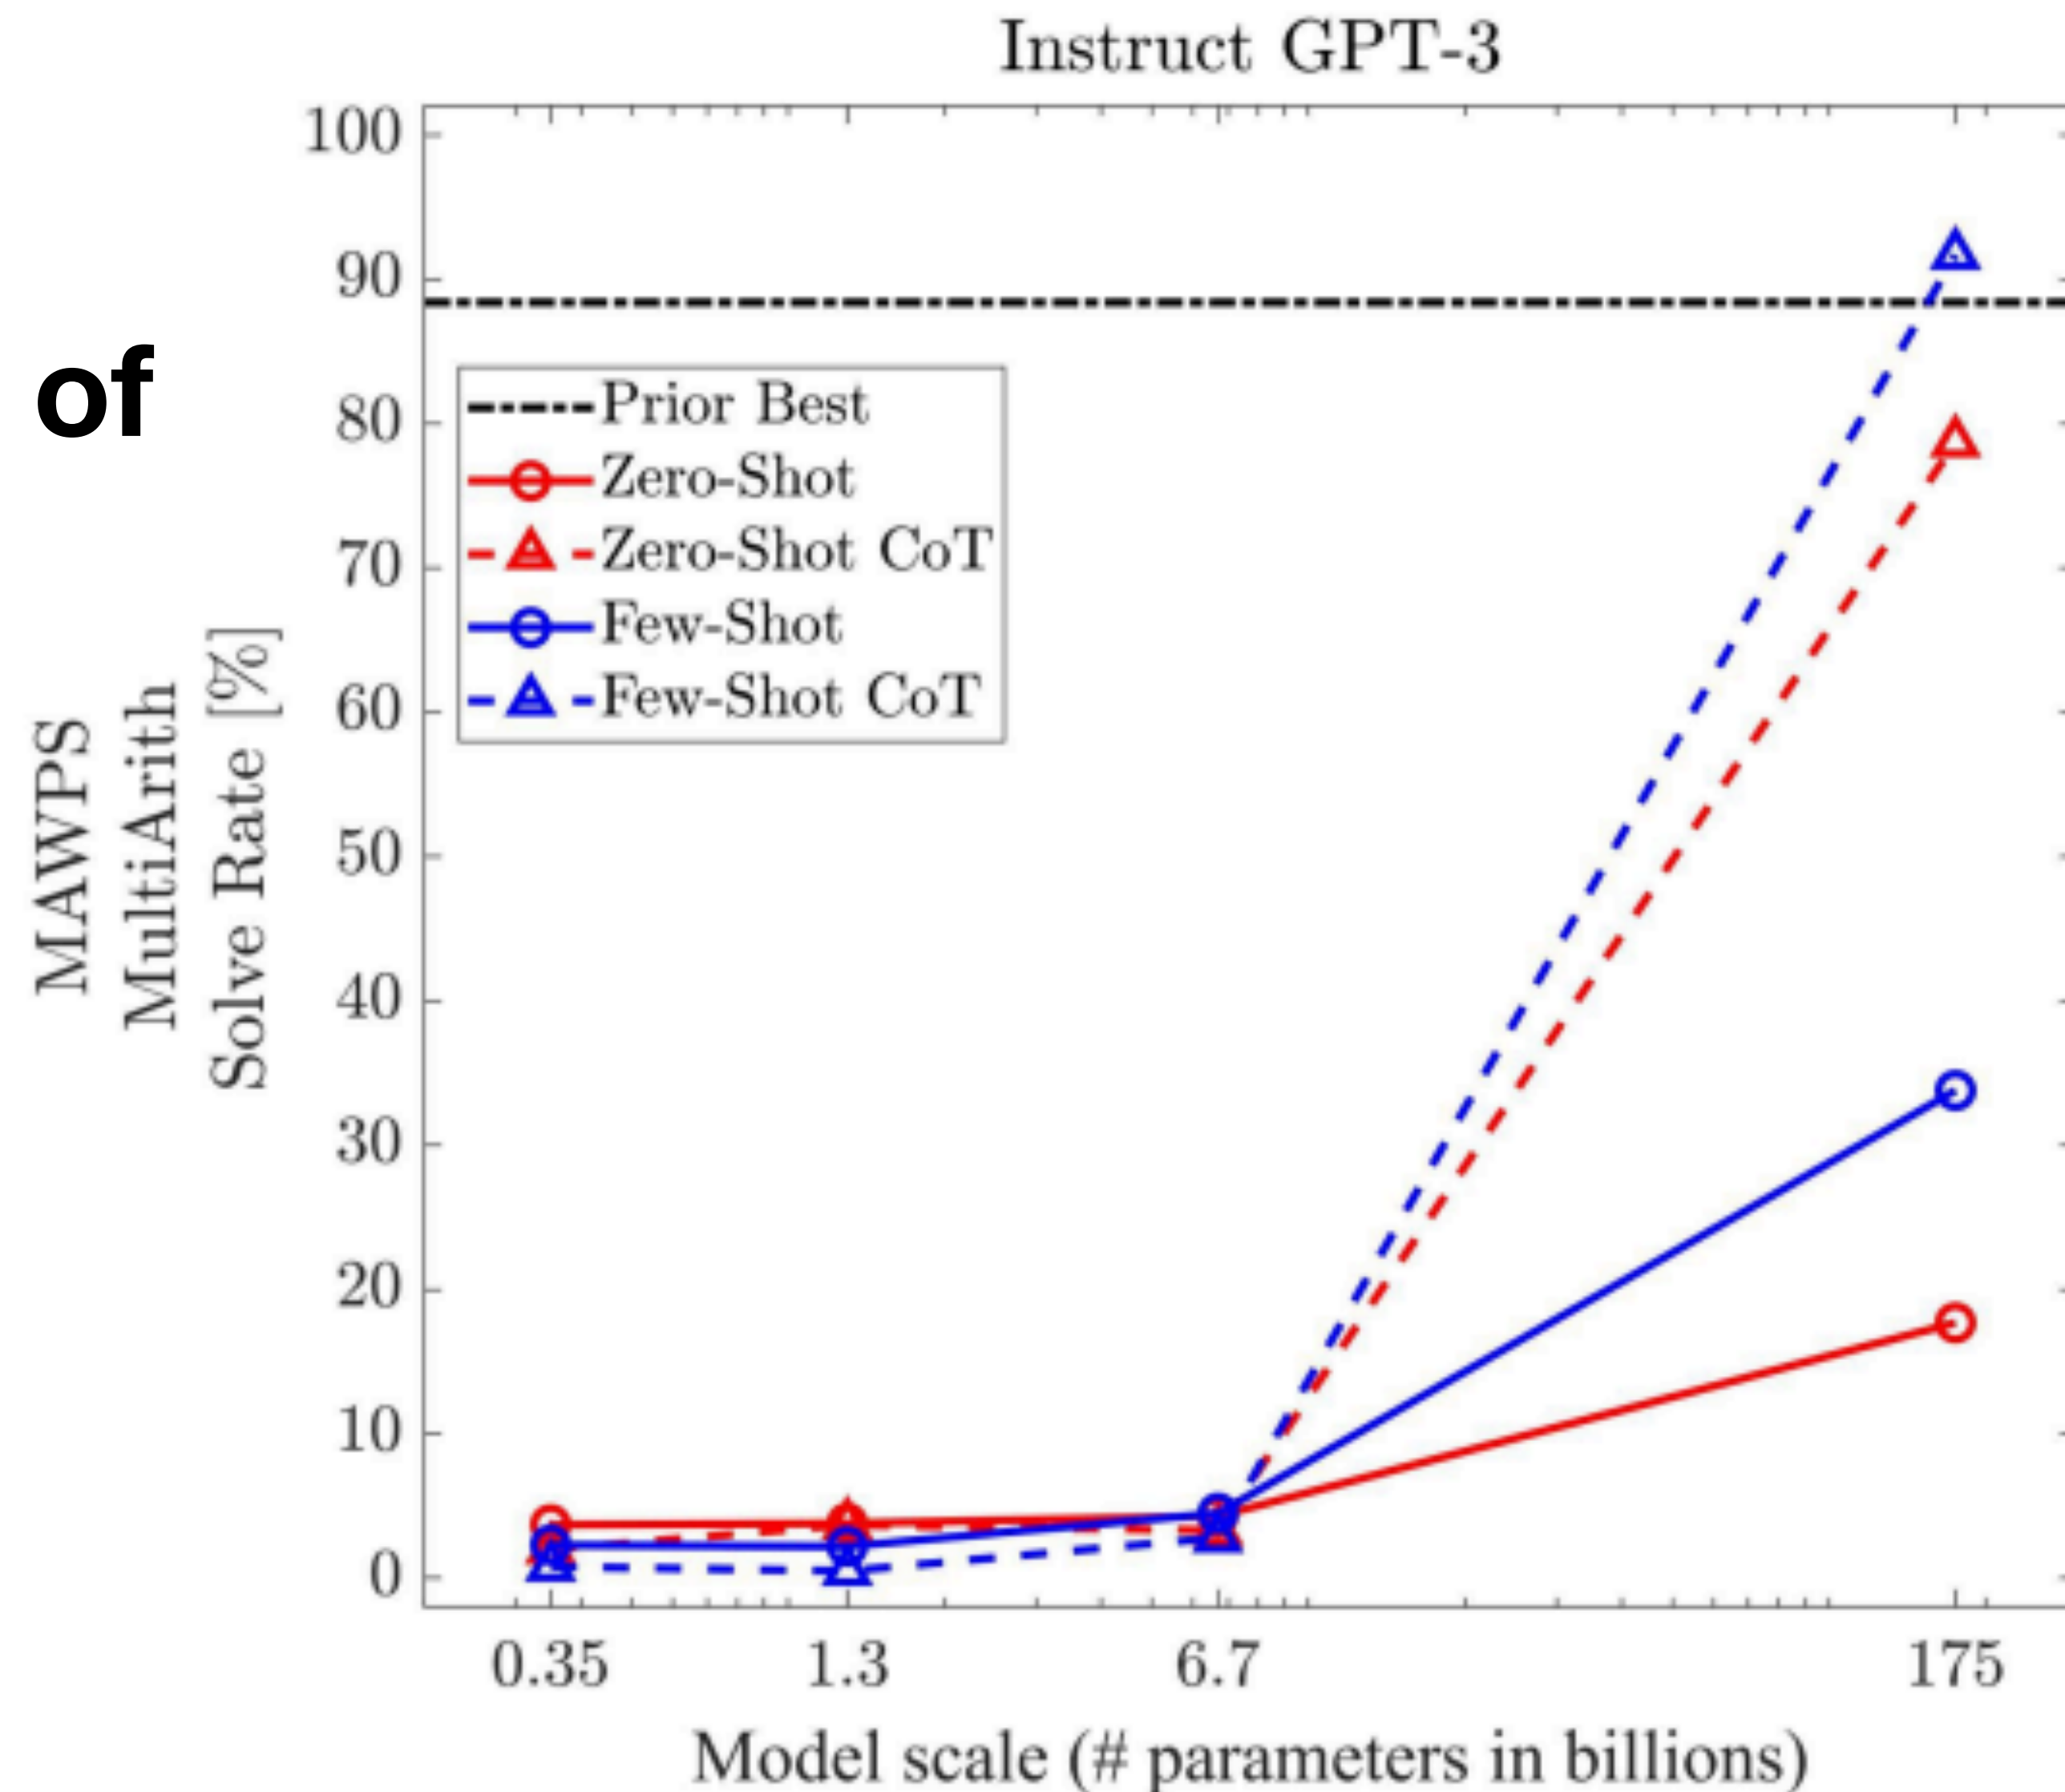 Instruct GPT-3
of
100
90
80
70
60
50
40
30
20
10
0
Prior Best
Zero-Shot
Zero-Shot CoT
Few-Shot
Few-Shot CoT
MAWPS
MultiArith
Solve Rate [%]
0.35 1.3 6.7 175
Model scale (# parameters in billions)